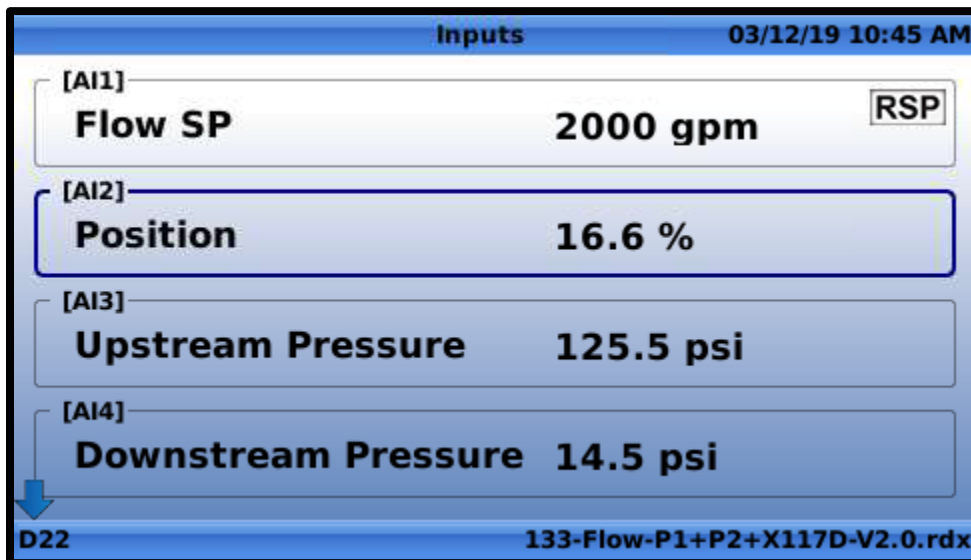 Inputs 03/12/19 10:45 AM
[AI1]
Flow SP 2000 gpm RSP
[AI2]
Position 16.6 %
[AI3]
Upstream Pressure 125.5 psi
[AI4]
Downstream Pressure 14.5 psi
D22 133-Flow-P1+P2+X117D-V2.0.rdx